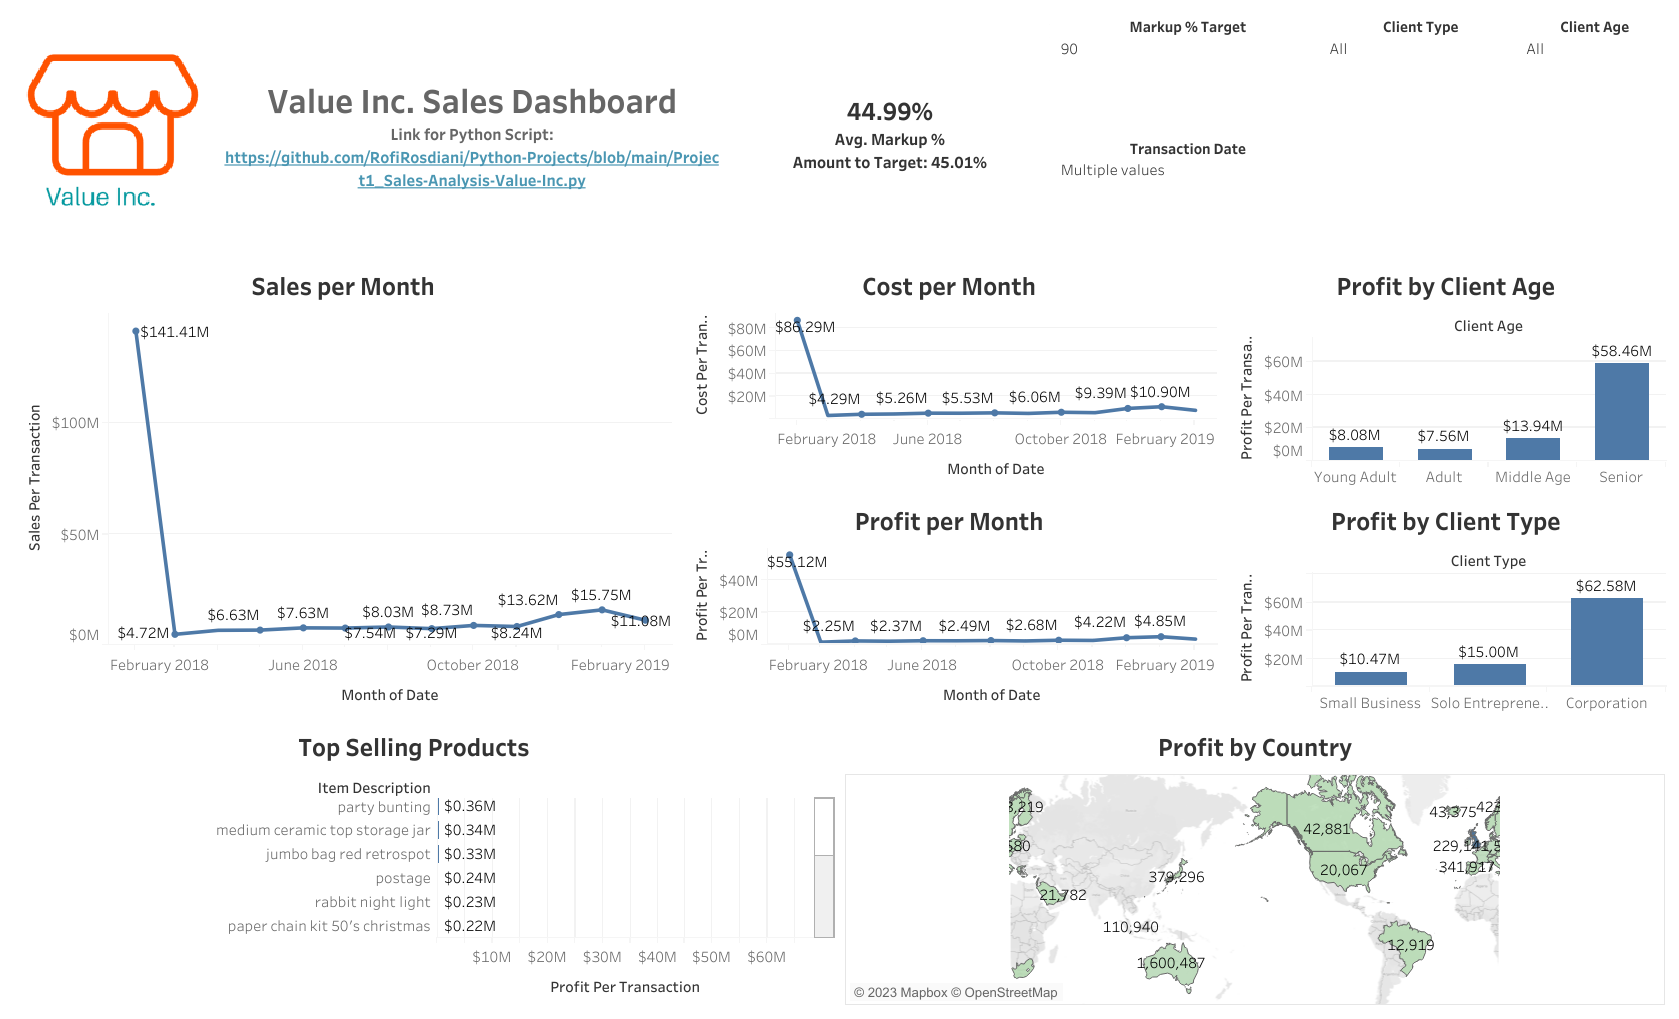 Markup % Target
90
Client Type
All
Client Age
All
Value Inc.
Value Inc. Sales Dashboard
Link for Python Script:
https://github.com/RofiRosdiani/Python-Projects/blob/main/Projec
t1_Sales-Analysis-Value-Inc.py
44.99%
Avg. Markup %
Amount to Target: 45.01%
Transaction Date
Multiple values
Sales per Month
Sales Per Transaction
$100M
$50M
$0M
$141.41M
$4.72M
$6.63M
$7.63M
$7.54M
$8.03M
$7.29M
$8.73M
$8.24M
$13.62M
$15.75M
$11.08M
February 2018
June 2018
October 2018
February 2019
Month of Date
Cost per Month
Cost Per Tran..
$80M
$60M
$40M
$20M
$86.29M
$4.29M
$5.26M
$5.53M
$6.06M
$9.39M
$10.90M
February 2018
June 2018
October 2018
February 2019
Month of Date
Profit by Client Age
Client Age
Profit Per Transa..
$60M
$40M
$20M
$0M
$8.08M
$7.56M
$13.94M
$58.46M
Young Adult
Adult
Middle Age
Senior
Profit per Month
Profit Per Tr..
$40M
$20M
$0M
$55.12M
$2.25M
$2.37M
$2.49M
$2.68M
$4.22M
$4.85M
February 2018
June 2018
October 2018
February 2019
Month of Date
Profit by Client Type
Client Type
Profit Per Tran..
$60M
$40M
$20M
$10.47M
$15.00M
$62.58M
Small Business
Solo Entreprene..
Corporation
Top Selling Products
Item Description
party bunting
$0.36M
medium ceramic top storage jar
$0.34M
jumbo bag red retrospot
$0.33M
postage
$0.24M
rabbit night light
$0.23M
paper chain kit 50's christmas
$0.22M
$10M
$20M
$30M
$40M
$50M
$60M
Profit Per Transaction
Profit by Country
42,881
43,375
20,067
341,917
379,296
21,782
110,940
12,919
1,600,487
© 2023 Mapbox © OpenStreetMap